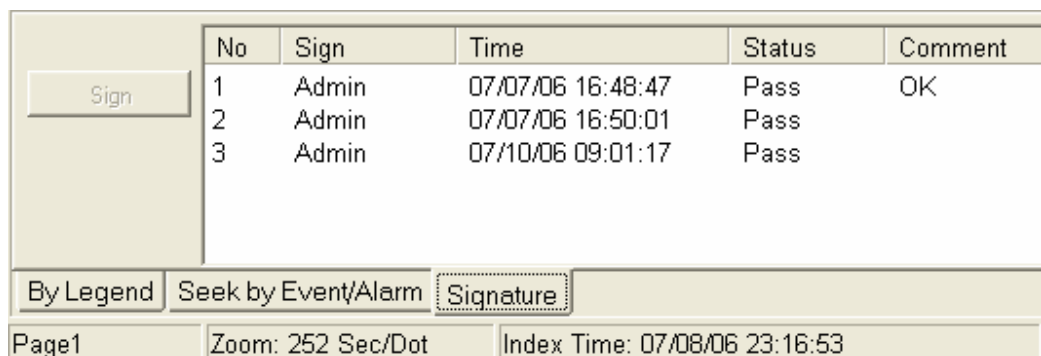 No Sign Time Status Comment
Sign
1 Admin 07/07/06 16:48:47 Pass OK
2 Admin 07/07/06 16:50:01 Pass
3 Admin 07/10/06 09:01:17 Pass
By Legend Seek by Event/Alarm Signature
Page1 Zoom: 252 Sec/Dot Index Time: 07/08/06 23:16:53